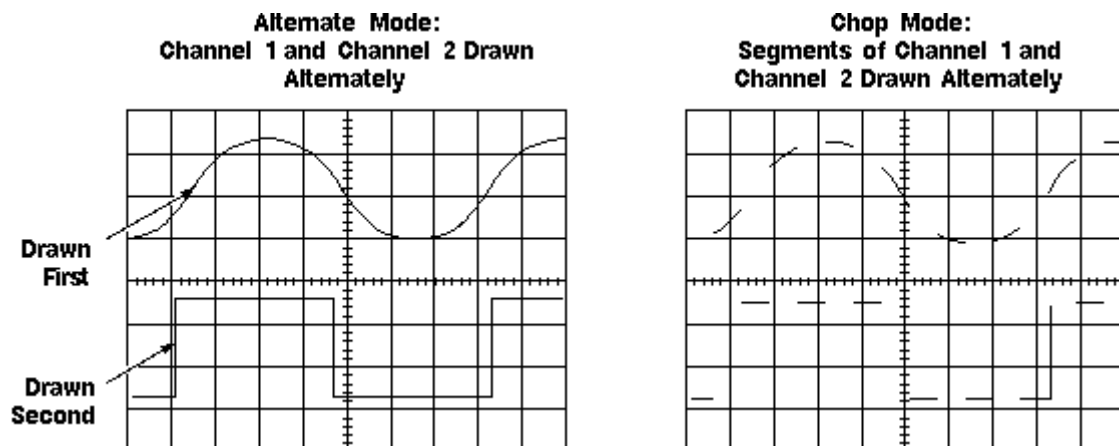 Alternate Mode:
Channel 1 and Channel 2 Drawn
Alternately
Chop Mode:
Segments of Channel 1 and
Channel 2 Drawn Alternately
Drawn
First
Drawn
Second